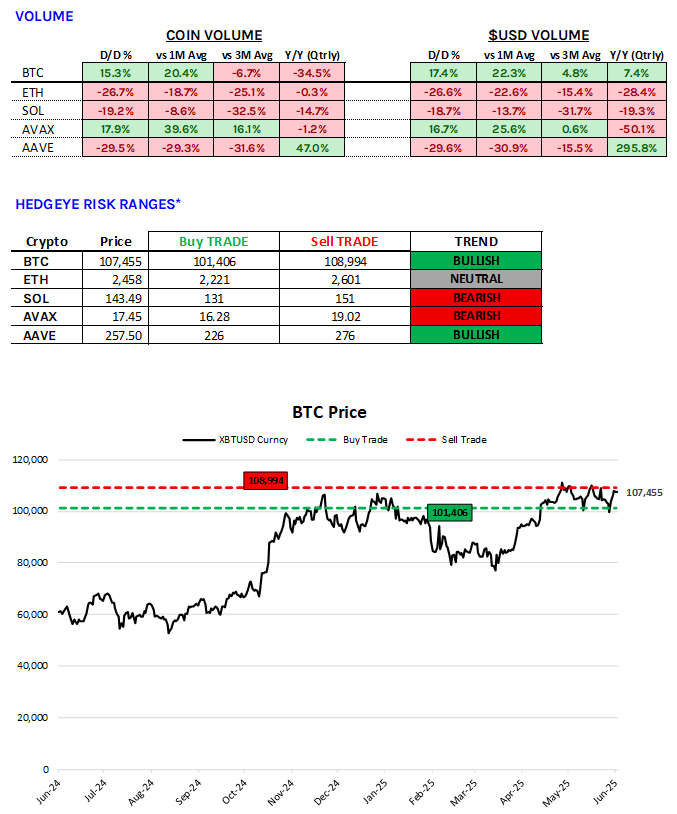 VOLUME
COIN VOLUME $USD VOLUME
D/D % vs 1M Avg vs 3M Avg Y/Y (Qtrly) D/D % vs 1M Avg vs 3M Avg Y/Y (Qtrly)
BTC 15.3% 20.4% -6.7% -34.5% 17.4% 22.3% 4.8% 7.4%
ETH -26.7% -18.7% -25.1% -0.3% -26.6% -22.6% -15.4% -28.4%
SOL -19.2% -8.6% -32.5% -14.7% -18.7% -13.7% -31.7% -19.3%
AVAX 17.9% 39.6% 16.1% -1.2% 16.7% 25.6% 0.6% -50.1%
AAVE -29.5% -29.3% -31.6% 47.0% -29.6% -30.9% -15.5% 295.8%
HEDGEYE RISK RANGES*
Crypto Price Buy TRADE Sell TRADE TREND
BTC 107,455 101,406 108,994 BULLISH
ETH 2,458 2,221 2,601 NEUTRAL
SOL 143.49 131 151 BEARISH
AVAX 17.45 16.28 19.02 BEARISH
AAVE 257.50 226 276 BULLISH
BTC Price
XBTUSD Curncy Buy Trade Sell Trade
120,000
108,994
107,455
100,000
101,406
80,000
60,000
40,000
20,000
0
Jun-24 Jul-24 Aug-24 Sep-24 Oct-24 Nov-24 Dec-24 Jan-25 Feb-25 Mar-25 Apr-25 May-25 Jun-25